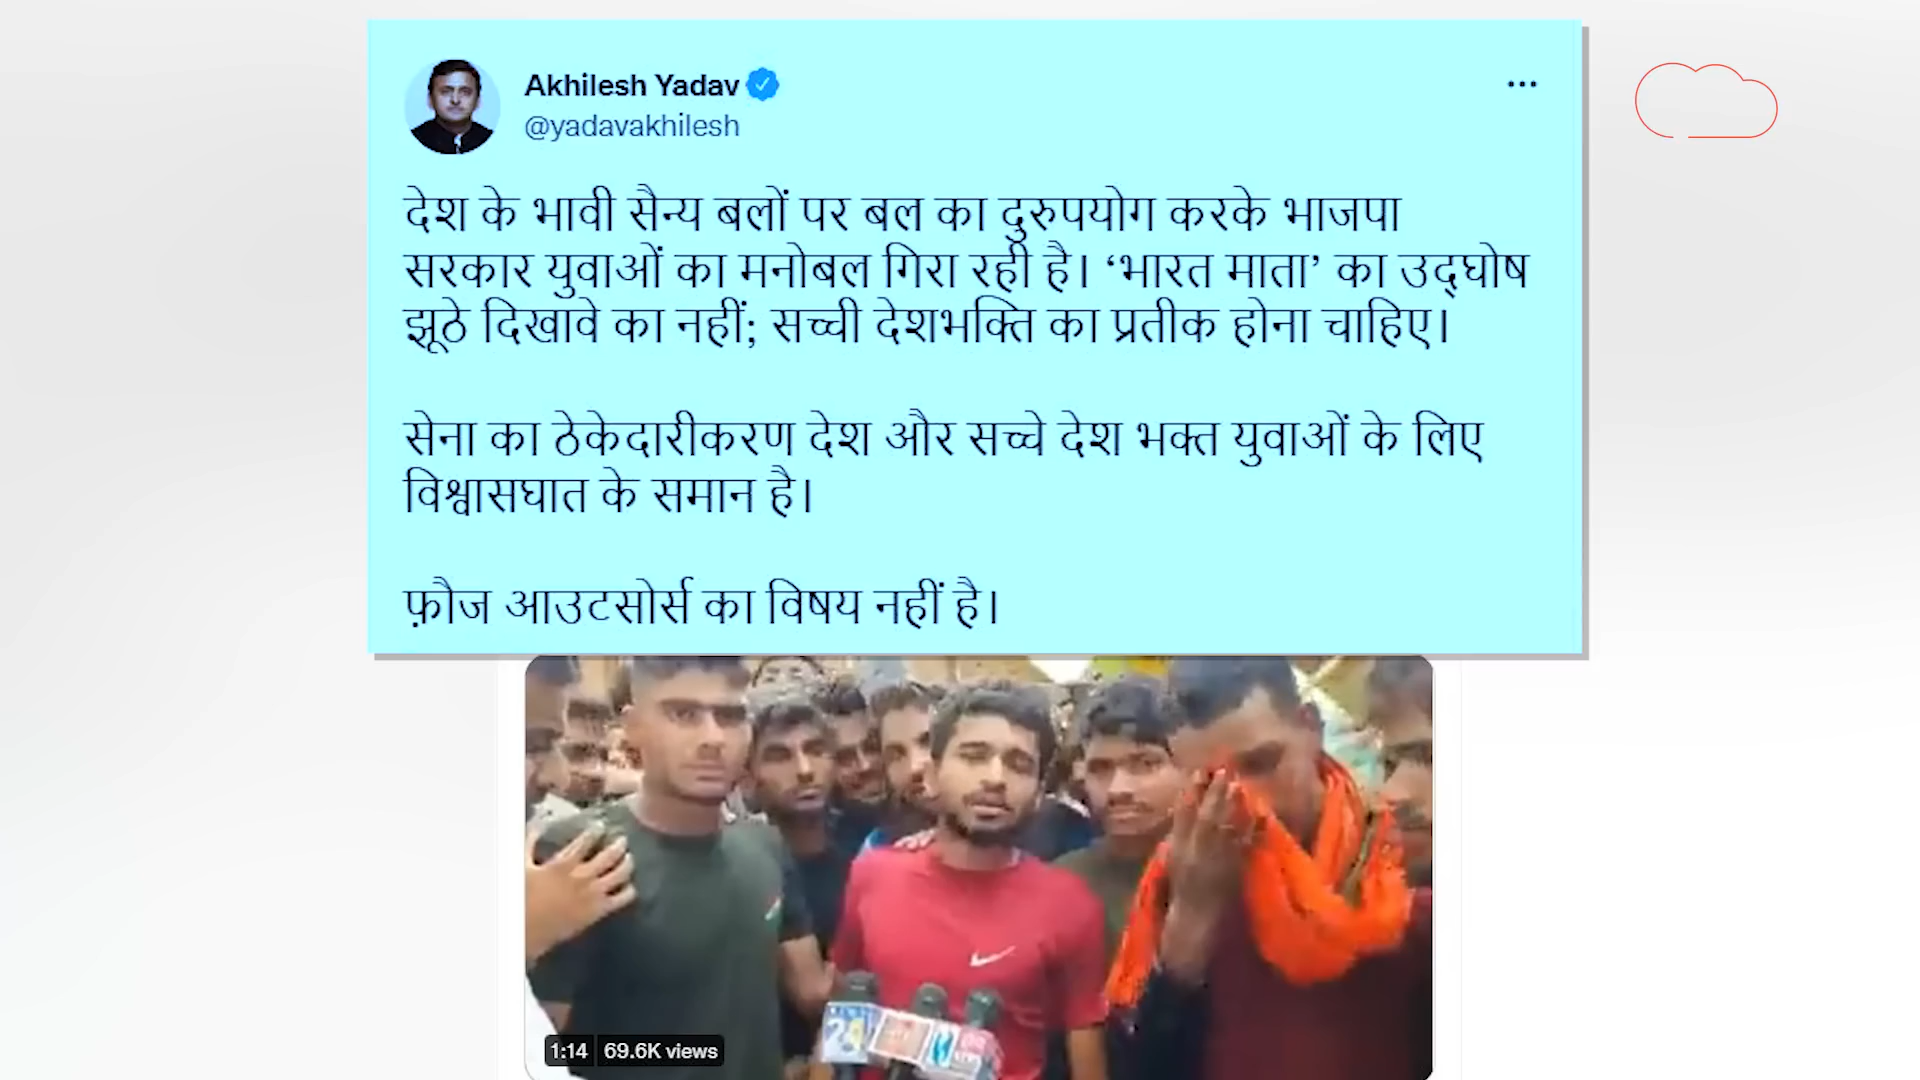 Akhilesh Yadav
@yadavakhilesh
देश के भावी सैन्य बलों पर बल का दुरुपयोग करके भाजपा
सरकार युवाओं का मनोबल गिरा रही है। ‘भारत माता’ का उद्घोष
झूठे दिखावे का नहीं; सच्ची देशभक्ति का प्रतीक होना चाहिए।
सेना का ठेकेदारीकरण देश और सच्चे देश भक्त युवाओं के लिए
विश्वासघात के समान है।
फ़ौज आउटसोर्स का विषय नहीं है।
1:14 69.6K views